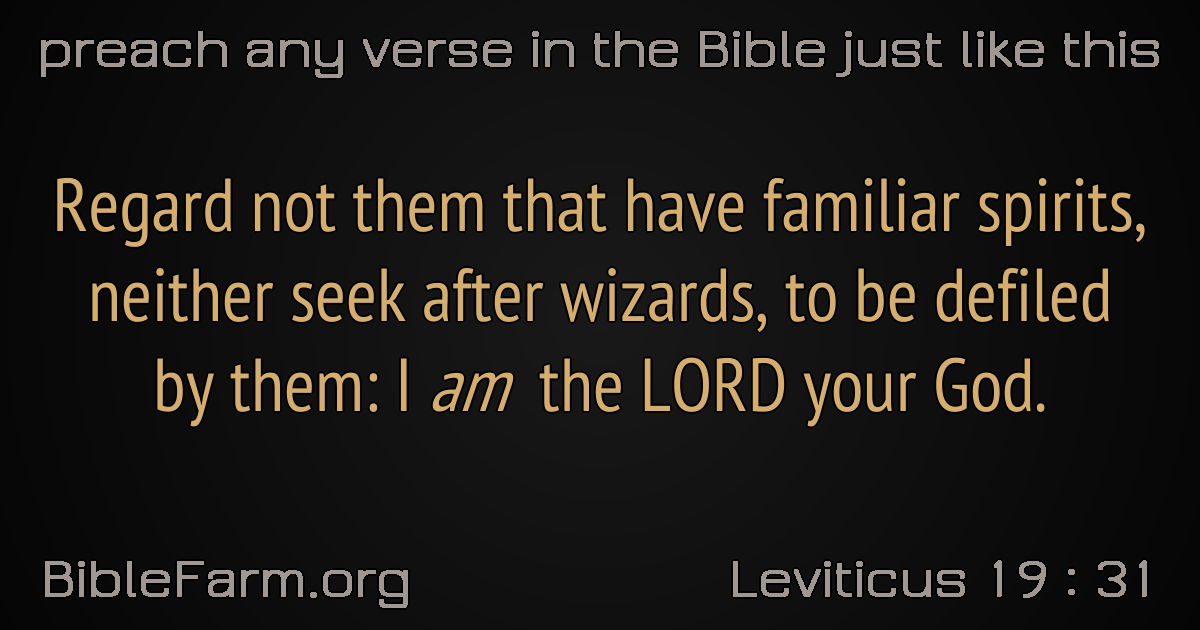 preach any verse in the Bible just like this
Regard not them that have familiar spirits,
neither seek after wizards, to be defiled
by them: I am the LORD your God.
BibleFarm.org
Leviticus 19 : 31